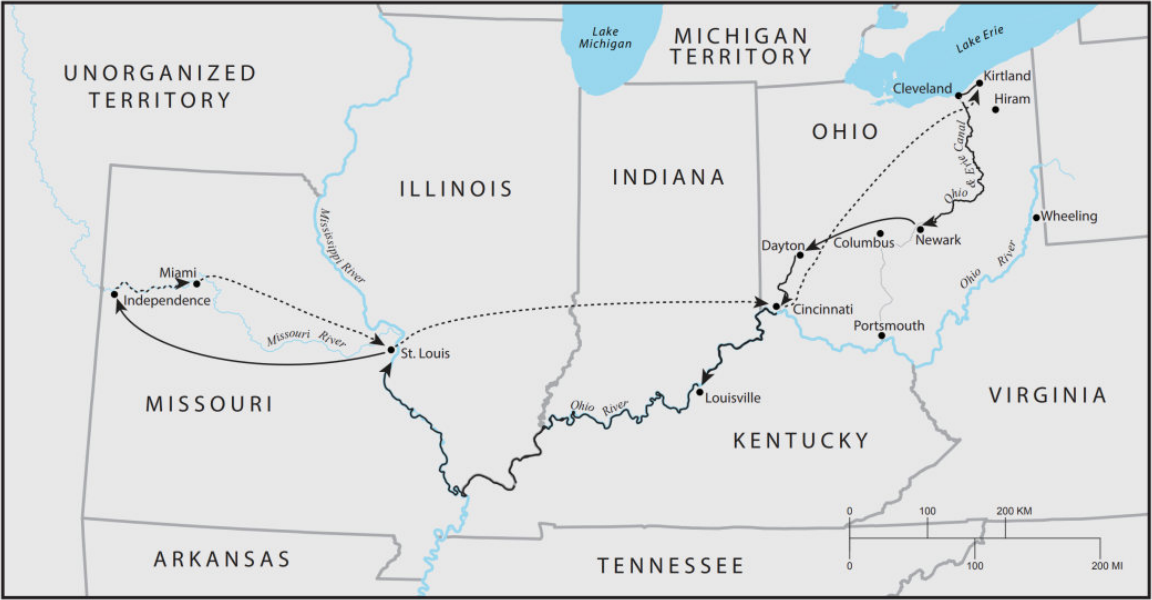 Lake
Michigan
MICHIGAN
TERRITORY
Lake Erie
UNORGANIZED
TERRITORY
Kirtland
Cleveland
Hiram
OHIO
Ohio & Erie Canal
ILLINOIS
INDIANA
Mississippi River
Wheeling
Columbus
Newark
Dayton
Ohio River
Miami
Independence
Cincinnati
Portsmouth
Missouri River
St. Louis
MISSOURI
Ohio River
Louisville
VIRGINIA
KENTUCKY
0 100 200 KM
ARKANSAS
TENNESSEE
0 100 200 MI